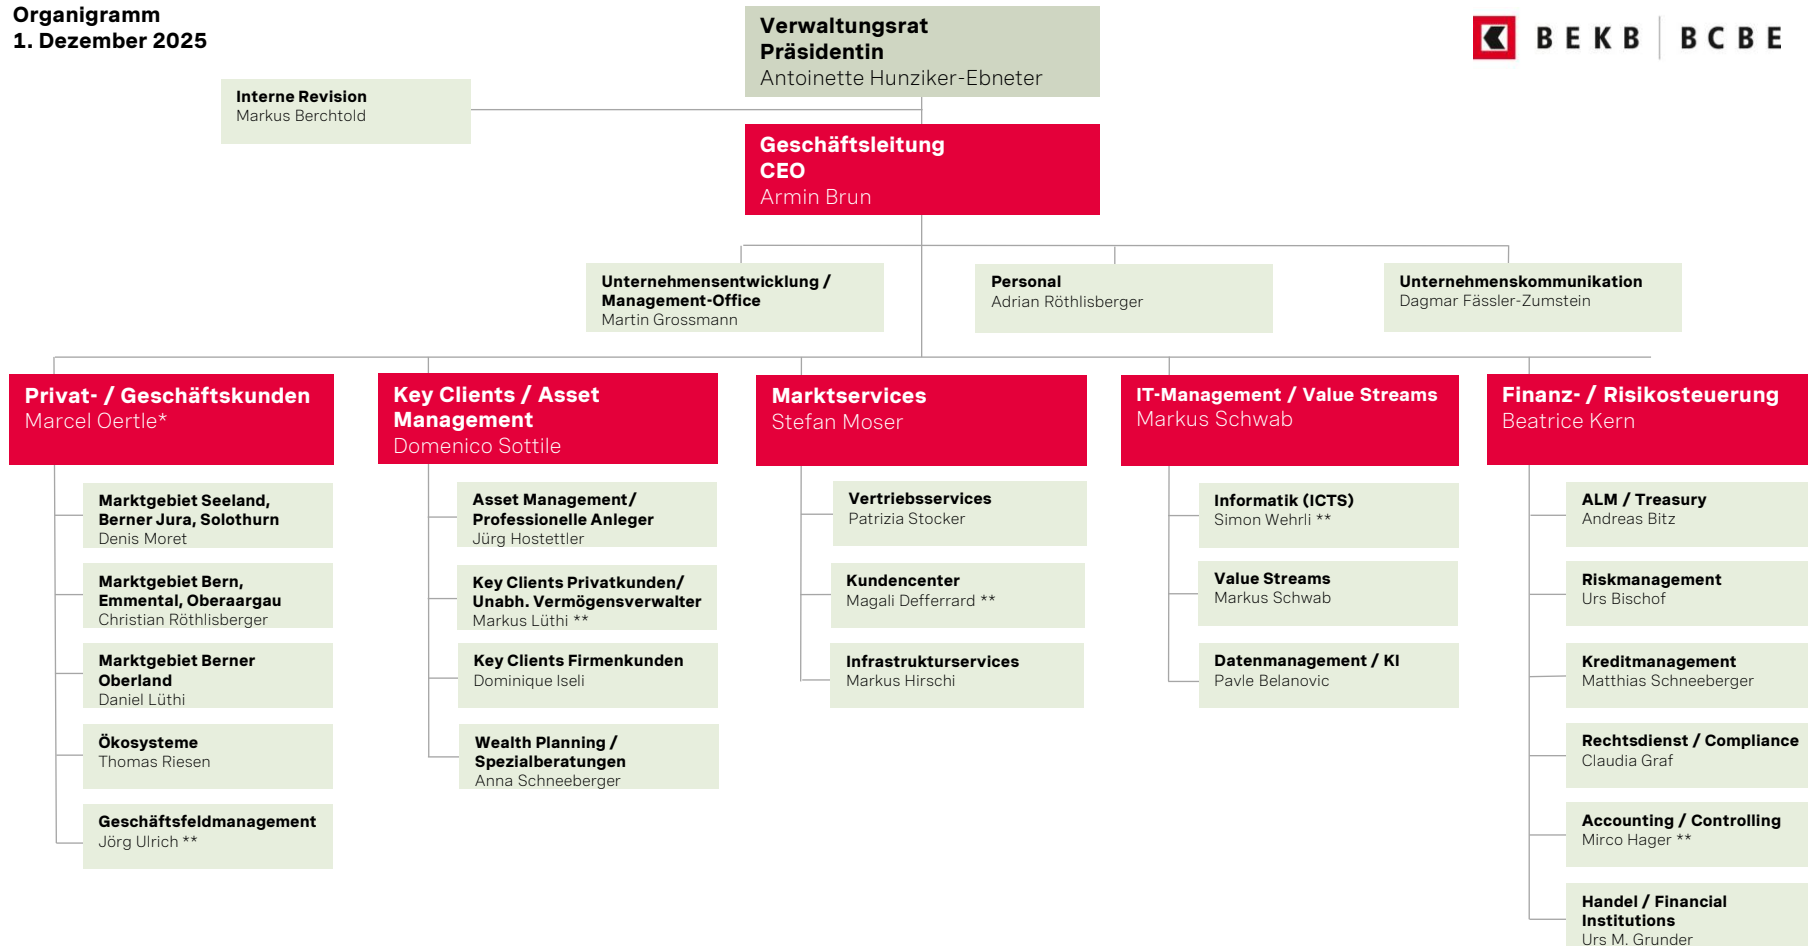 Organigramm
1. Dezember 2025
Verwaltungsrat
Präsidentin
Antoinette Hunziker-Ebneter
BEKB | BCBE
Interne Revision
Markus Berchtold
Geschäftsleitung
CEO
Armin Brun
Unternehmensentwicklung /
Management-Office
Martin Grossmann
Personal
Adrian Röthlisberger
Unternehmenskommunikation
Dagmar Fässler-Zumstein
Privat- / Geschäftskunden
Marcel Oertle*
Marktgebiet Seeland,
Berner Jura, Solothurn
Denis Moret
Marktgebiet Bern,
Emmental, Oberaargau
Christian Röthlisberger
Marktgebiet Berner
Oberland
Daniel Lüthi
Ökosysteme
Thomas Riesen
Geschäftsfeldmanagement
Jörg Ulrich **
Key Clients / Asset
Management
Domenico Sottile
Asset Management/
Professionelle Anleger
Jürg Hostettler
Key Clients Privatkunden/
Unabh. Vermögensverwalter
Markus Lüthi **
Key Clients Firmenkunden
Dominique Iseli
Wealth Planning /
Spezialberatungen
Anna Schneeberger
Marktservices
Stefan Moser
Vertriebsservices
Patrizia Stocker
Kundencenter
Magali Defferrard **
Infrastrukturservices
Markus Hirschi
IT-Management / Value Streams
Markus Schwab
Informatik (ICTS)
Simon Wehrli **
Value Streams
Markus Schwab
Datenmanagement / KI
Pavle Belanovic
Finanz- / Risikosteuerung
Beatrice Kern
ALM / Treasury
Andreas Bitz
Riskmanagement
Urs Bischof
Kreditmanagement
Matthias Schneeberger
Rechtsdienst / Compliance
Claudia Graf
Accounting / Controlling
Mirco Hager **
Handel / Financial
Institutions
Urs M. Grunder